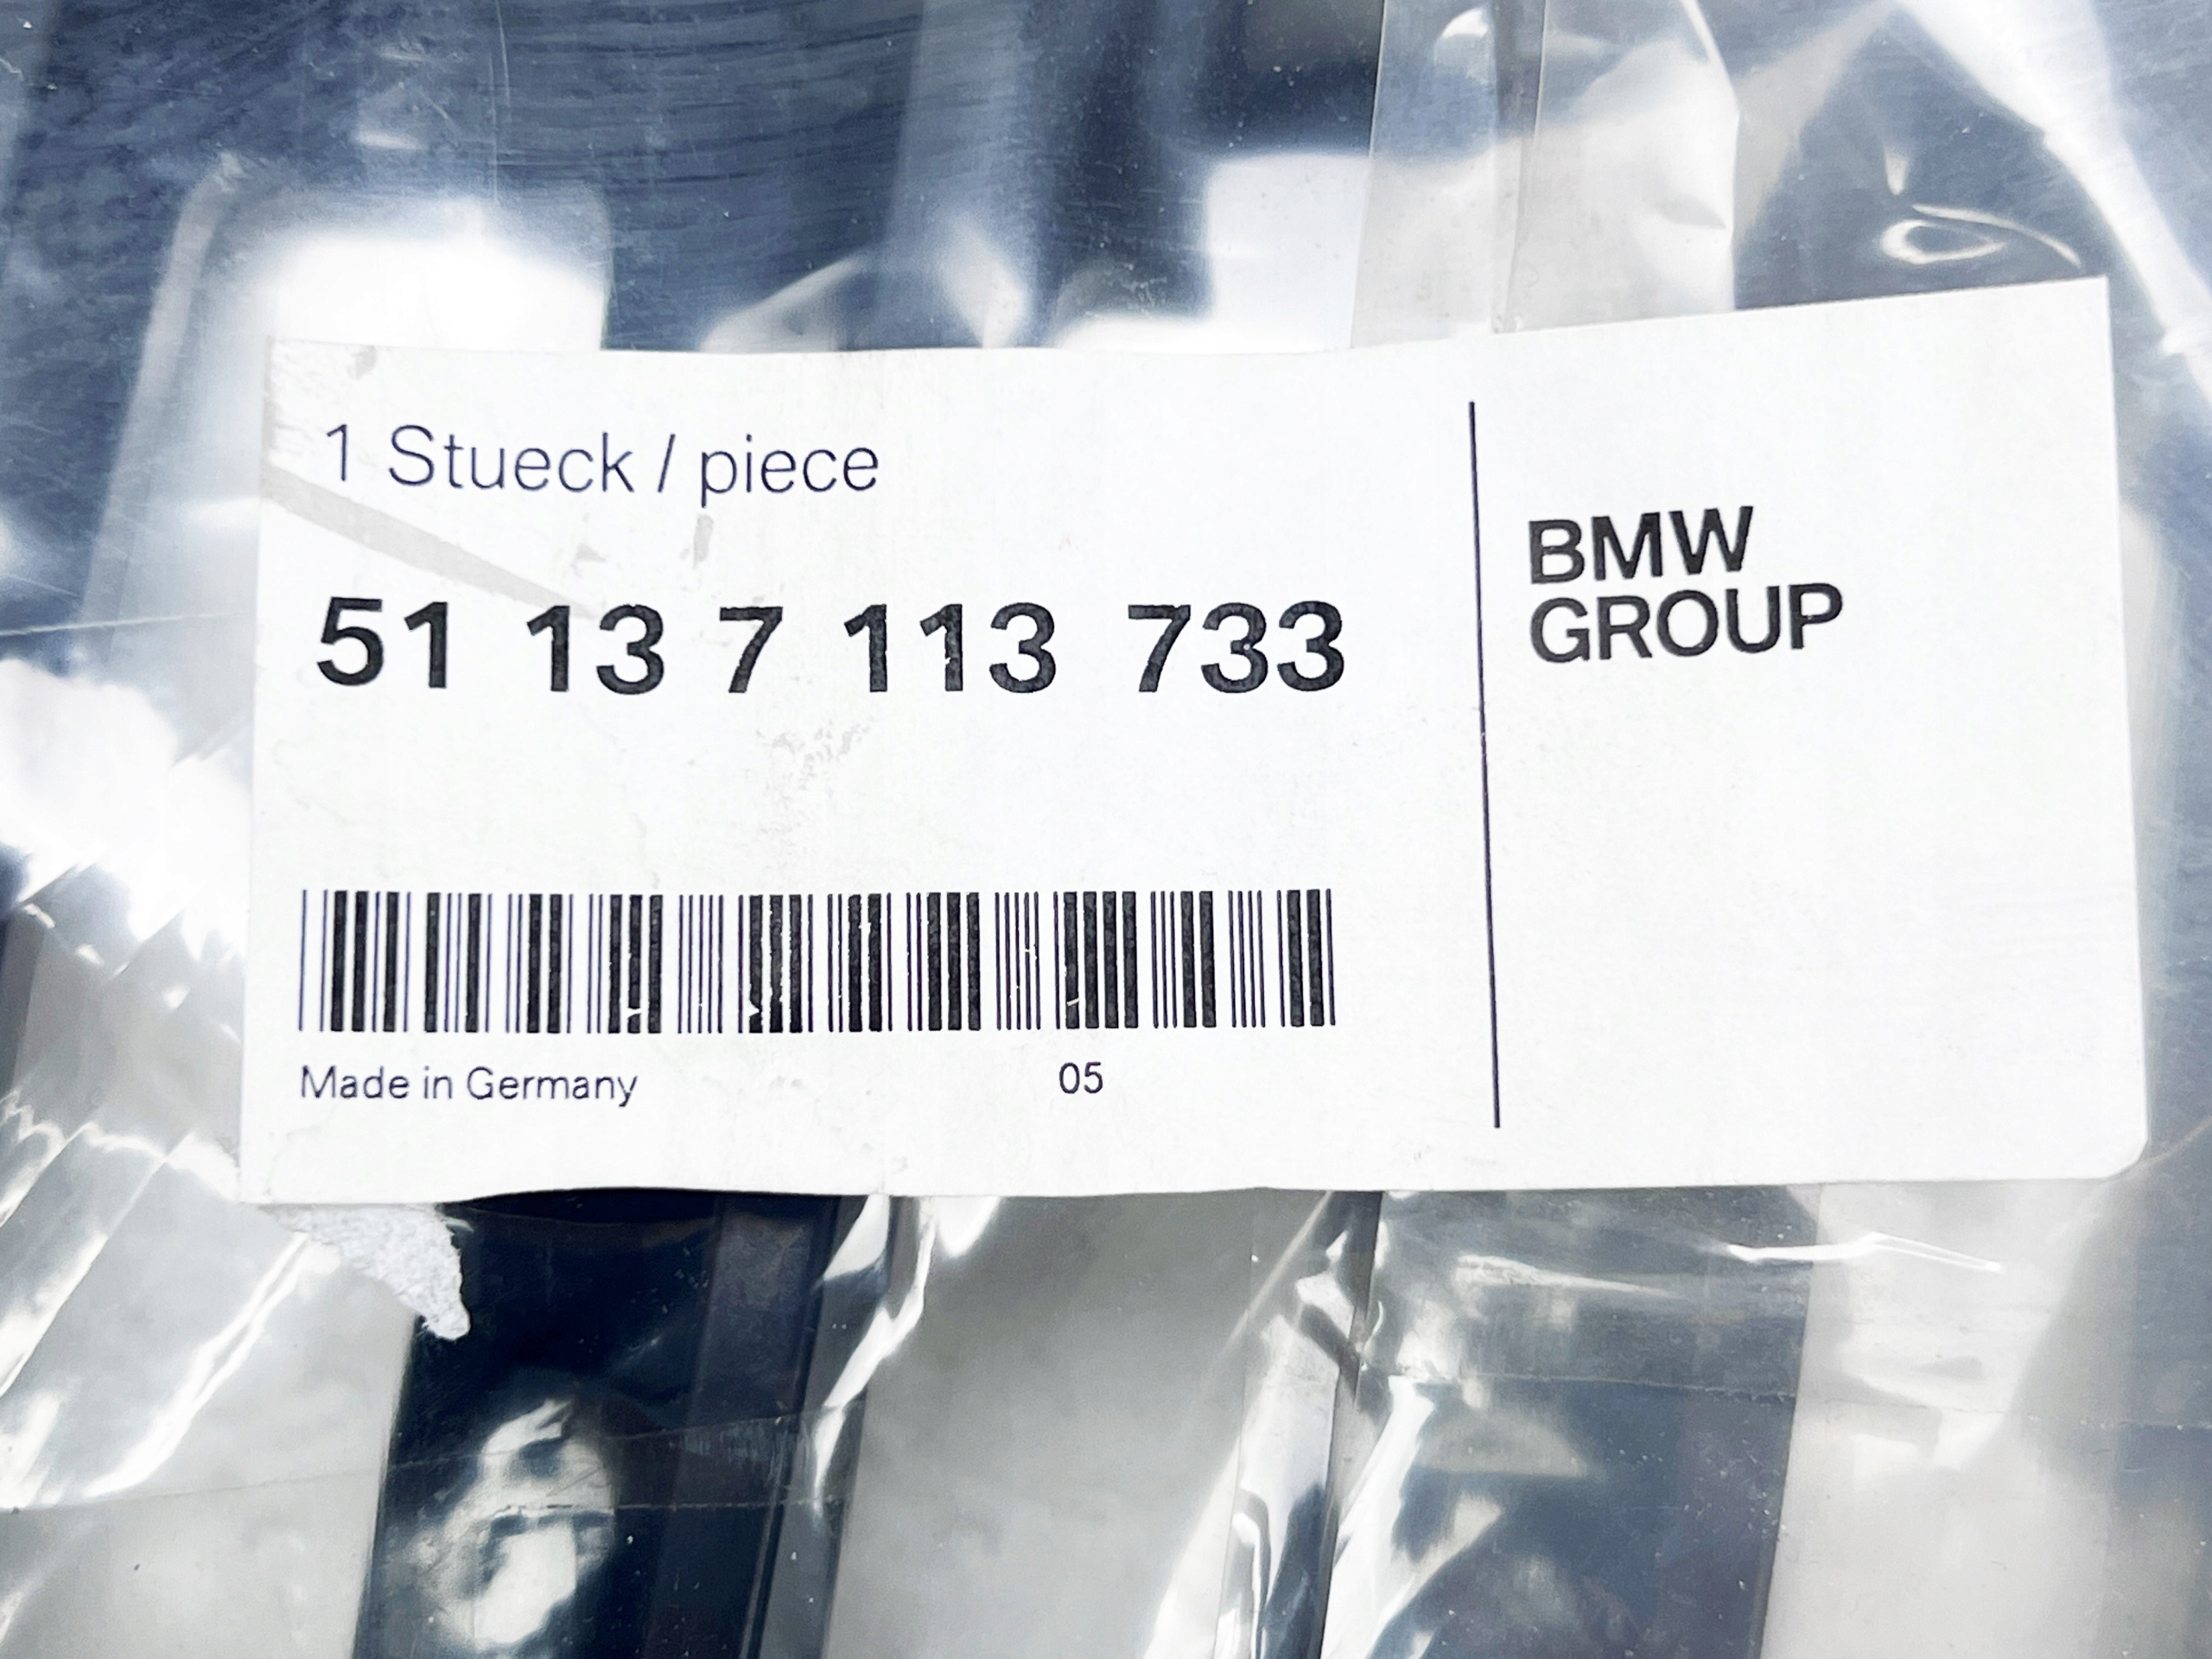 1 Stueck / piece
51 13 7 113 733
BMW
GROUP
Made in Germany 05